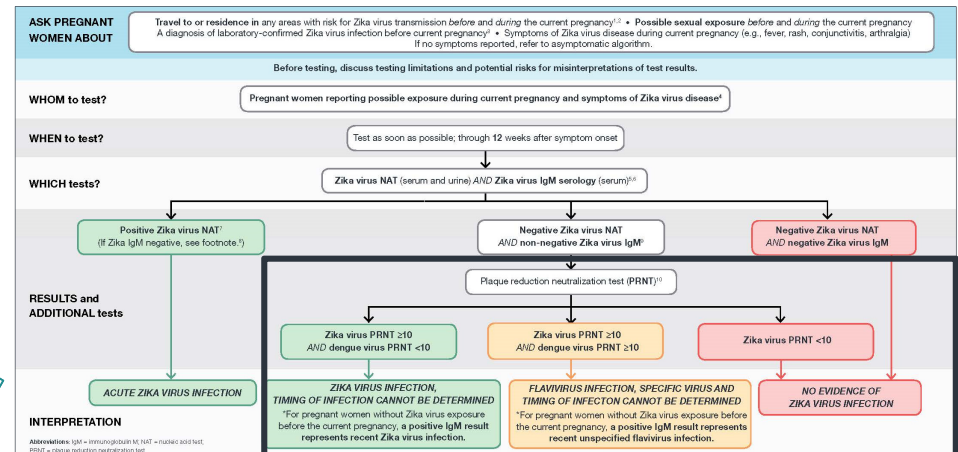 ASK PREGNANT
WOMEN ABOUT
Travel to or residence in any areas with risk for Zika virus transmission before and during the current pregnancy¹,² • Possible sexual exposure before and during the current pregnancy
A diagnosis of laboratory-confirmed Zika virus infection before current pregnancy³ • Symptoms of Zika virus disease during current pregnancy (e.g., fever, rash, conjunctivitis, arthralgia)
If no symptoms reported, refer to asymptomatic algorithm.
Before testing, discuss testing limitations and potential risks for misinterpretations of test results.
WHOM to test?
Pregnant women reporting possible exposure during current pregnancy and symptoms of Zika virus disease⁴
WHEN to test?
Test as soon as possible; through 12 weeks after symptom onset
WHICH tests?
Zika virus NAT (serum and urine) AND Zika virus IgM serology (serum)⁵,⁶
Positive Zika virus NAT⁷
(If Zika IgM negative, see footnote.⁸)
Negative Zika virus NAT
AND non-negative Zika virus IgM⁹
Negative Zika virus NAT
AND negative Zika virus IgM
RESULTS and
ADDITIONAL tests
Plaque reduction neutralization test (PRNT)¹⁰
Zika virus PRNT ≥10
AND dengue virus PRNT <10
Zika virus PRNT ≥10
AND dengue virus PRNT ≥10
Zika virus PRNT <10
INTERPRETATION
ACUTE ZIKA VIRUS INFECTION
ZIKA VIRUS INFECTION,
TIMING OF INFECTON CANNOT BE DETERMINED
*For pregnant women without Zika virus exposure
before the current pregnancy, a positive IgM result
represents recent Zika virus infection.
FLAVIVIRUS INFECTION, SPECIFIC VIRUS AND
TIMING OF INFECTON CANNOT BE DETERMINED
*For pregnant women without Zika virus exposure before
the current pregnancy, a positive IgM result represents
recent unspecified flavivirus infection.
NO EVIDENCE OF
ZIKA VIRUS INFECTION
Abbreviations: IgM = immunoglobulin M; NAT = nucleic acid test,
PRNT = plaque reduction neutralization test